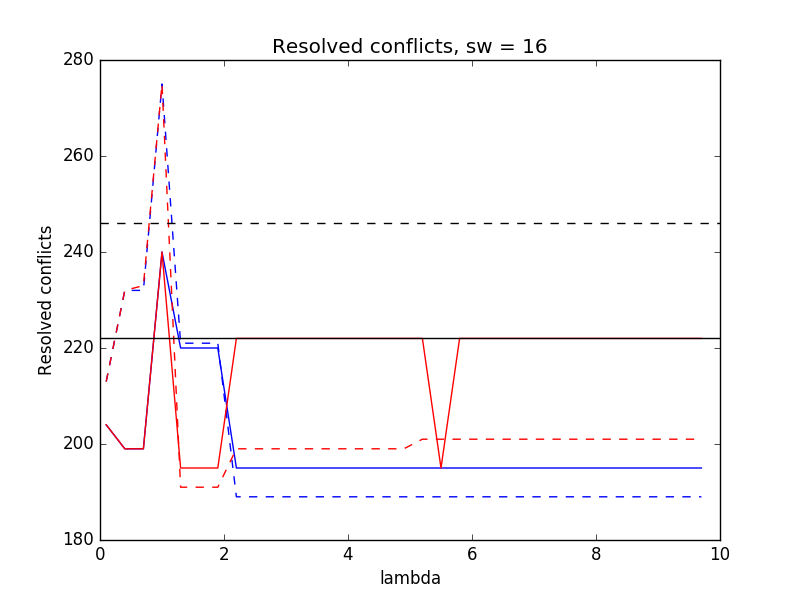 Resolved conflicts, sw = 16
280
260
240
220
200
180
Resolved conflicts
0 2 4 6 8 10
lambda